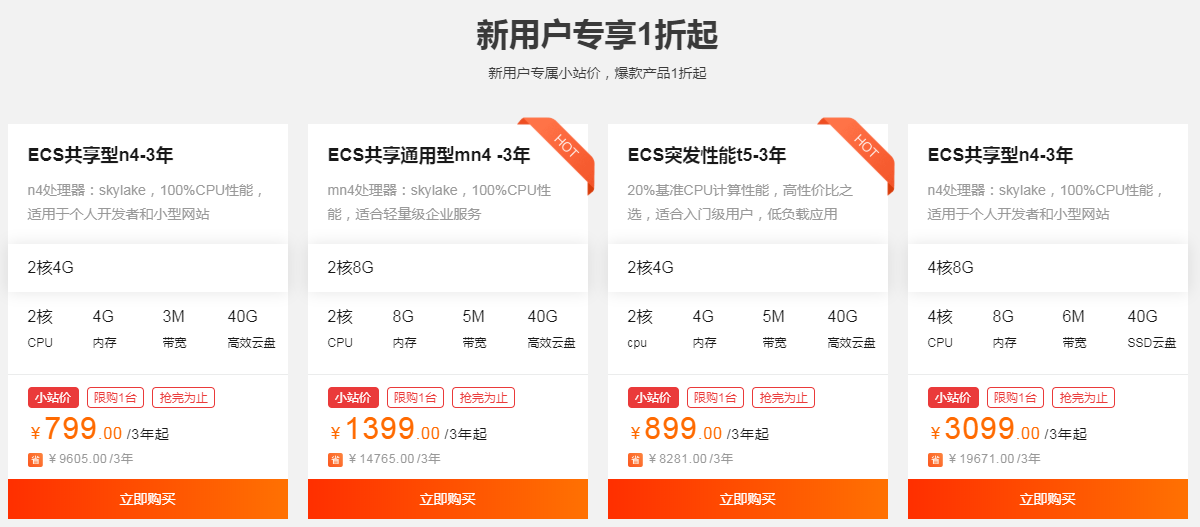 新用户专享1折起
新用户专属小站价，爆款产品1折起
ECS共享型n4-3年
n4处理器：skylake，100%CPU性能，
适用于个人开发者和小型网站
2核4G
2核 4G 3M 40G
CPU 内存 带宽 高效云盘
小站价 限购1台 抢完为止
￥799.00 /3年起
省 ￥9605.00/3年
立即购买
HOT
ECS共享通用型mn4 -3年
mn4处理器：skylake，100%CPU性
能，适合轻量级企业服务
2核8G
2核 8G 5M 40G
CPU 内存 带宽 高效云盘
小站价 限购1台 抢完为止
￥1399.00 /3年起
省 ￥14765.00/3年
立即购买
HOT
ECS突发性能t5-3年
20%基准CPU计算性能，高性价比之
选，适合入门级用户，低负载应用
2核4G
2核 4G 5M 40G
cpu 内存 带宽 高效云盘
小站价 限购1台 抢完为止
￥899.00 /3年起
省 ￥8281.00/3年
立即购买
ECS共享型n4-3年
n4处理器：skylake，100%CPU性能，
适用于个人开发者和小型网站
4核8G
4核 8G 6M 40G
CPU 内存 带宽 SSD云盘
小站价 限购1台 抢完为止
￥3099.00 /3年起
省 ￥19671.00/3年
立即购买